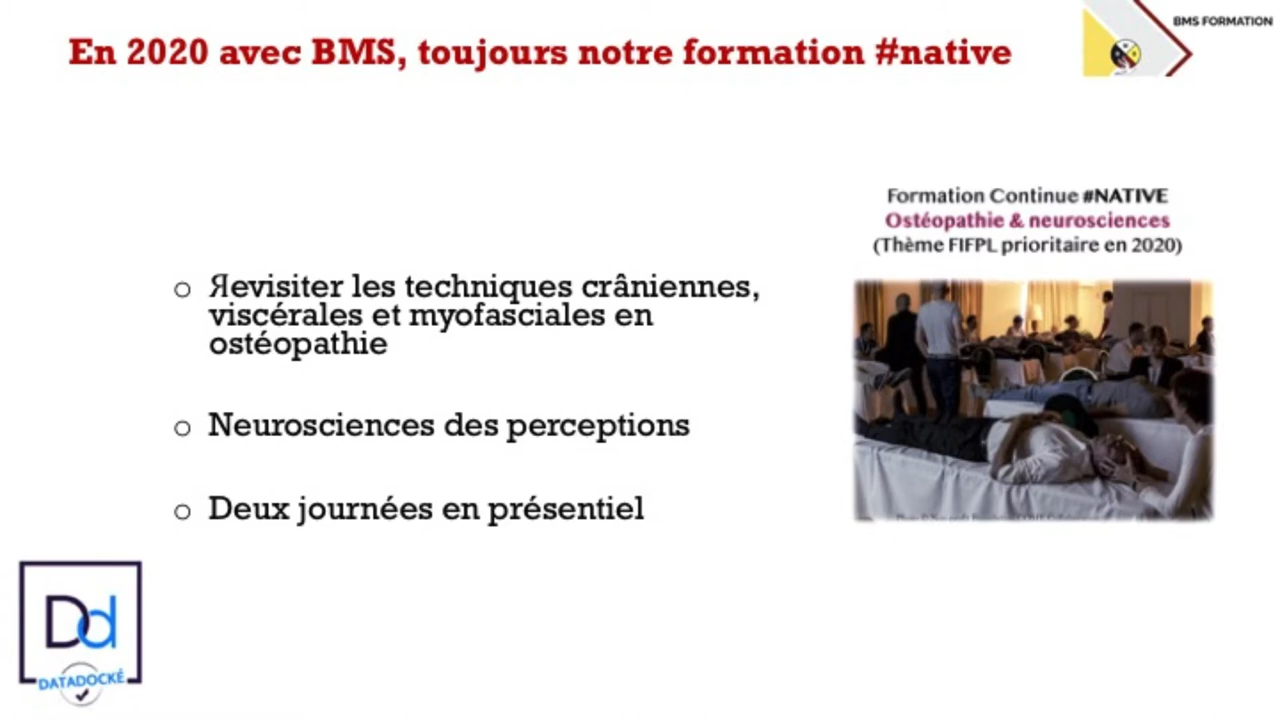 En 2020 avec BMS, toujours notre formation #native
BMS FORMATION
Formation Continue #NATIVE
Ostéopathie & neurosciences
(Thème FIFPL prioritaire en 2020)
Яevisiter les techniques crâniennes,
viscérales et myofasciales en
ostéopathie
Neurosciences des perceptions
Deux journées en présentiel
Dd
DATADOCKÉ